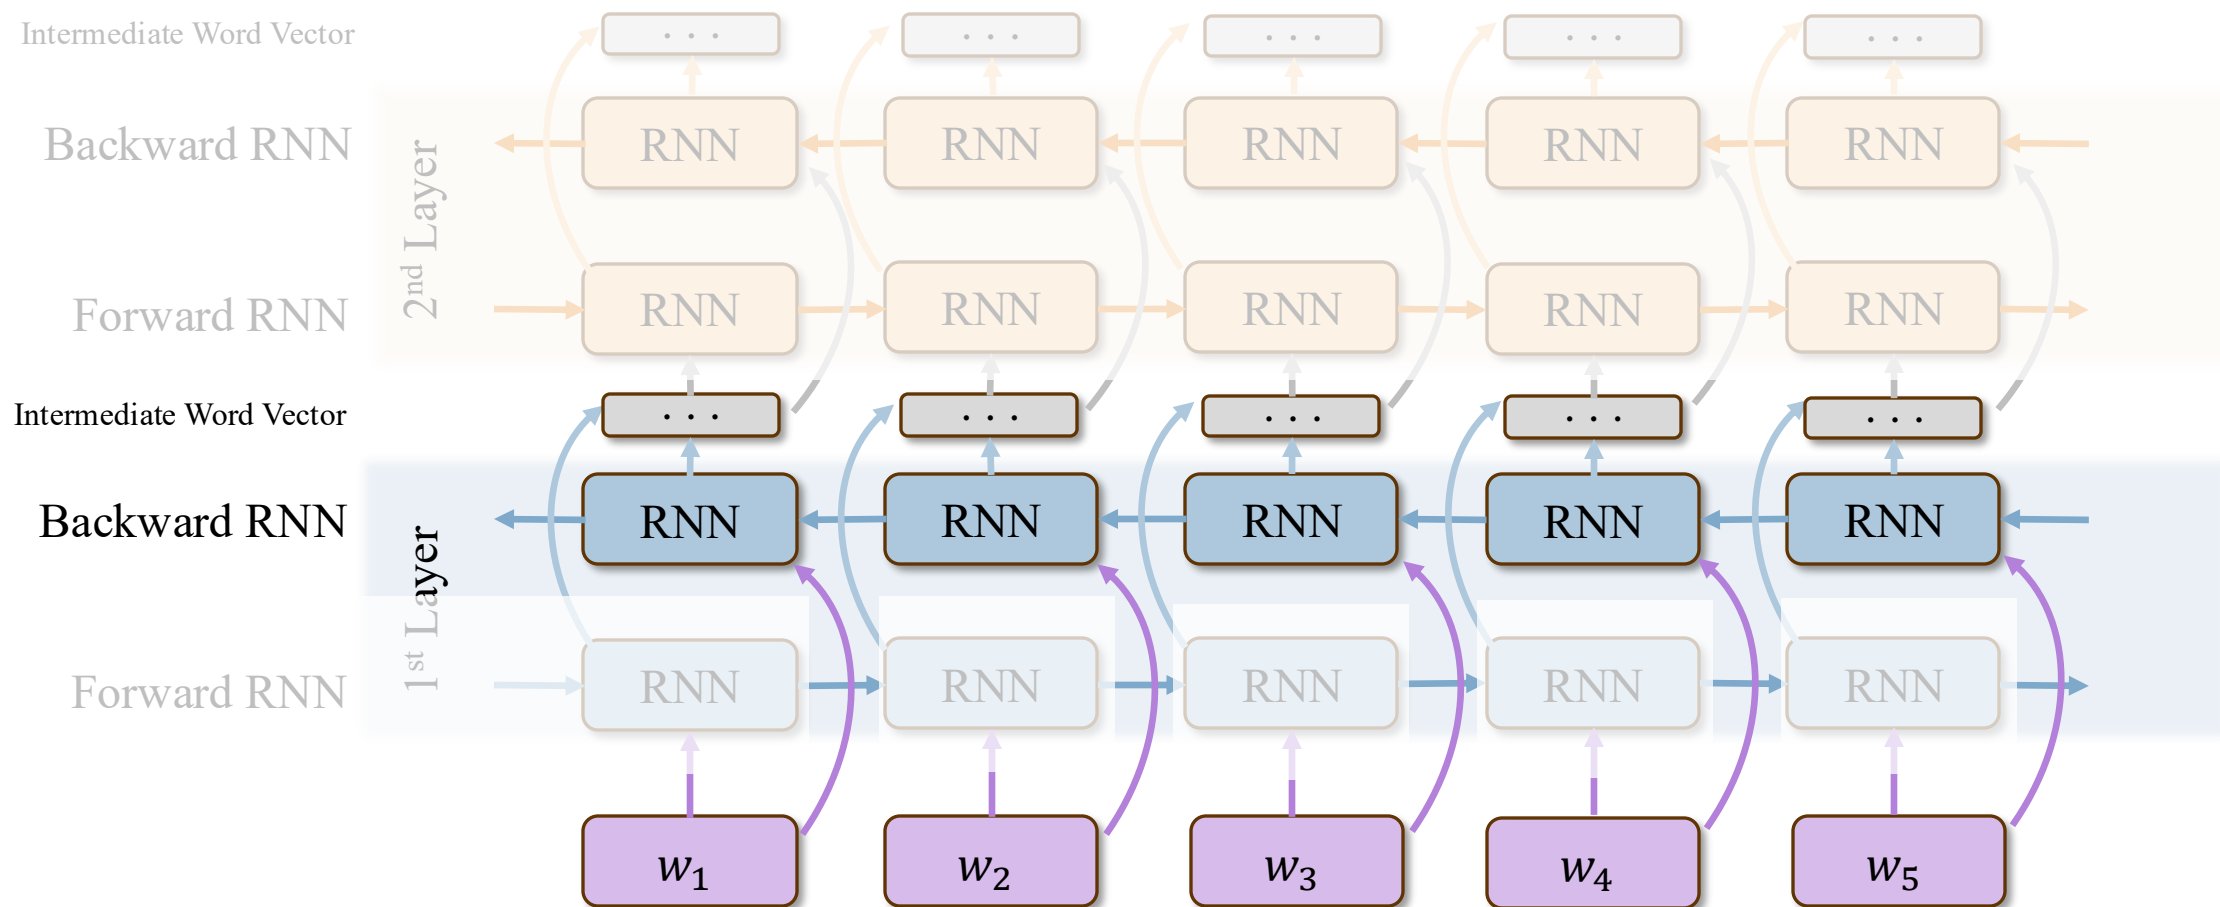 Intermediate Word Vector . . . . . . . . . . . . . . .
Backward RNN RNN RNN RNN RNN RNN
2nd Layer
Forward RNN RNN RNN RNN RNN RNN
Intermediate Word Vector . . . . . . . . . . . . . . .
Backward RNN RNN RNN RNN RNN RNN
1st Layer
Forward RNN RNN RNN RNN RNN RNN
w1 w2 w3 w4 w5